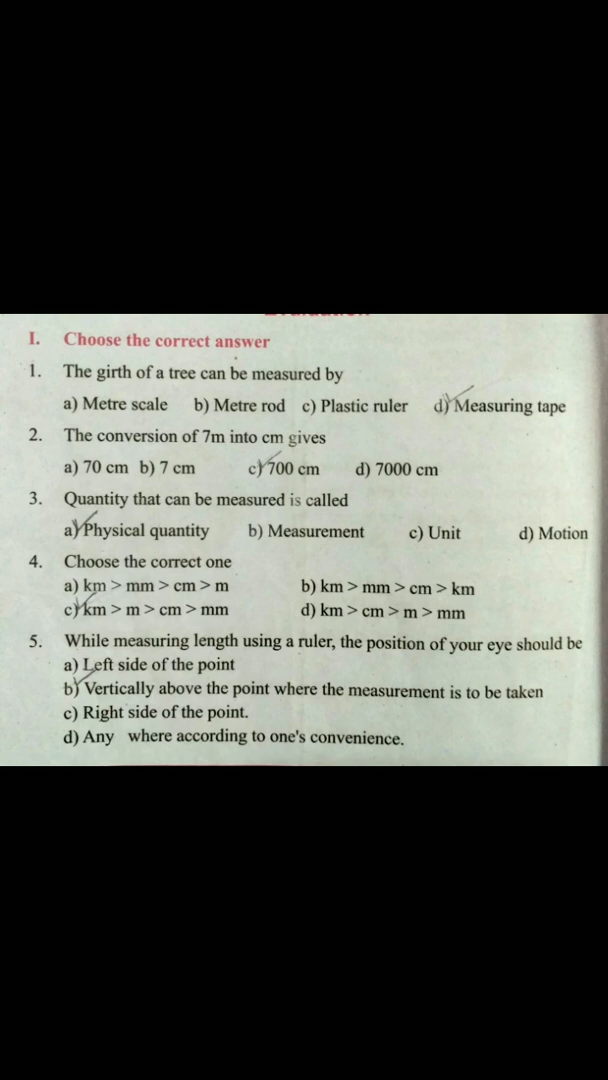 I. Choose the correct answer
1. The girth of a tree can be measured by
a) Metre scale b) Metre rod c) Plastic ruler d) Measuring tape
2. The conversion of 7m into cm gives
a) 70 cm b) 7 cm c) 700 cm d) 7000 cm
3. Quantity that can be measured is called
a) Physical quantity b) Measurement c) Unit d) Motion
4. Choose the correct one
a) km > mm > cm > m b) km > mm > cm > km
c) km > m > cm > mm d) km > cm > m > mm
5. While measuring length using a ruler, the position of your eye should be
a) Left side of the point
b) Vertically above the point where the measurement is to be taken
c) Right side of the point.
d) Any where according to one's convenience.